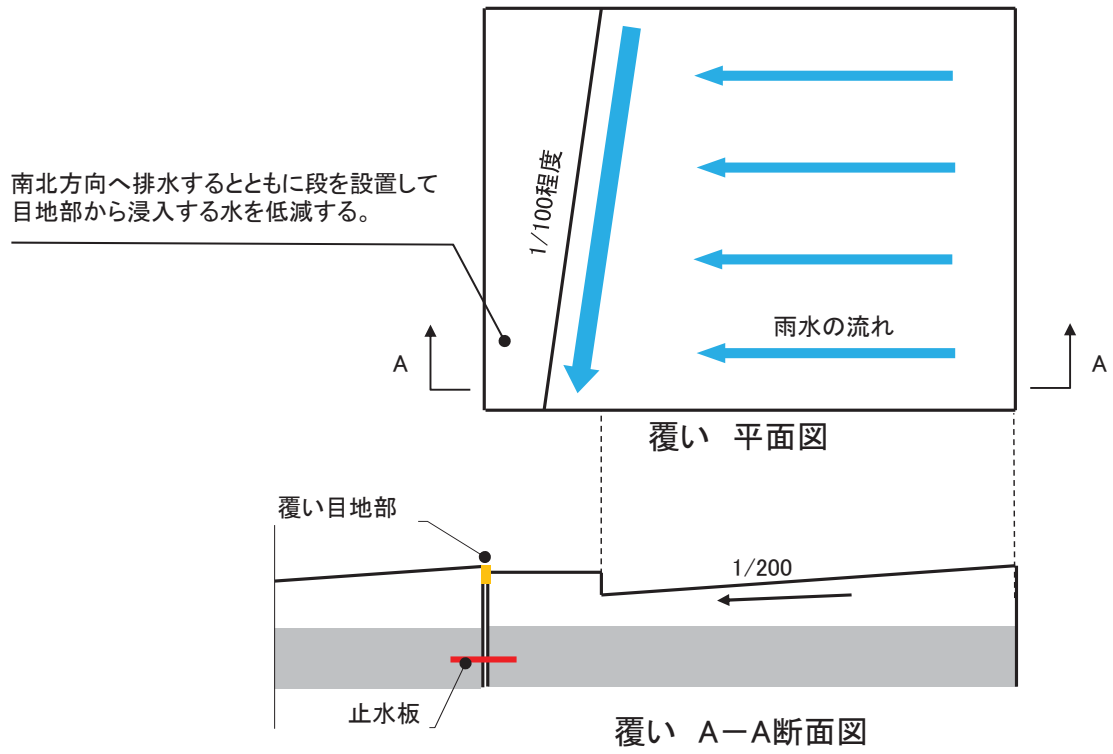 南北方向へ排水するとともに段を設置して
目地部から浸入する水を低減する。
1/100程度
雨水の流れ
A
A
覆い 平面図
覆い目地部
1/200
止水板
覆い A-A断面図